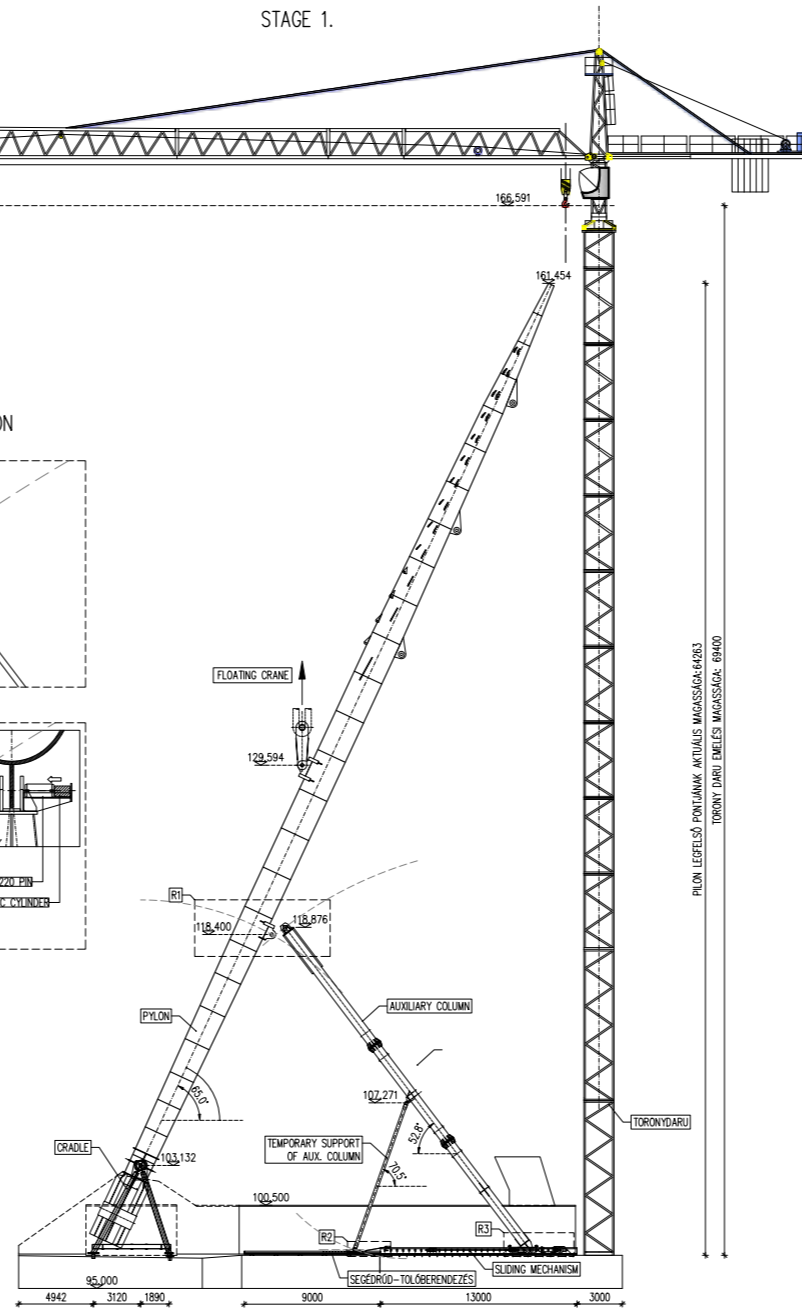 STAGE 1.
166,591
161.454
ON
FLOATING CRANE
129,594
PILON LEGFELSŐ PONTJÁNAK AKTUÁLIS MAGASSÁGA:64263
TORONY DARU EMELÉSI MAGASSÁGA: 69400
220 PIN
C CYLINDER
R1
118,400
118,876
AUXILIARY COLUMN
PYLON
65.0°
107,271
TORONYDARU
52.8°
TEMPORARY SUPPORT
OF AUX. COLUMN
CRADLE
103,132
70.5°
100,500
R2
R3
SLIDING MECHANISM
SEGÉDRÚD-TOLÓBERENDEZÉS
95,000
4942 3120 1890 9000 13000 3000